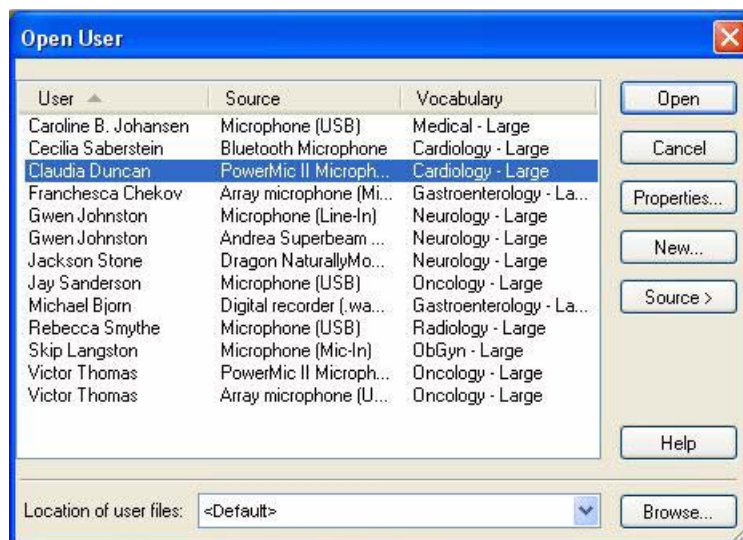 Open User
User Source Vocabulary
Caroline B. Johansen Microphone (USB) Medical - Large
Cecilia Saberstein Bluetooth Microphone Cardiology - Large
Claudia Duncan PowerMic II Microph... Cardiology - Large
Franchesca Chekov Array microphone (Mi... Gastroenterology - La...
Gwen Johnston Microphone (Line-In) Neurology - Large
Gwen Johnston Andrea Superbeam ... Neurology - Large
Jackson Stone Dragon NaturallyMo... Neurology - Large
Jay Sanderson Microphone (USB) Oncology - Large
Michael Bjorn Digital recorder (.wa... Gastroenterology - La...
Rebecca Smythe Microphone (USB) Radiology - Large
Skip Langston Microphone (Mic-In) ObGyn - Large
Victor Thomas PowerMic II Microph... Oncology - Large
Victor Thomas Array microphone (U... Oncology - Large
Open
Cancel
Properties...
New...
Source >
Help
Location of user files: <Default> Browse...